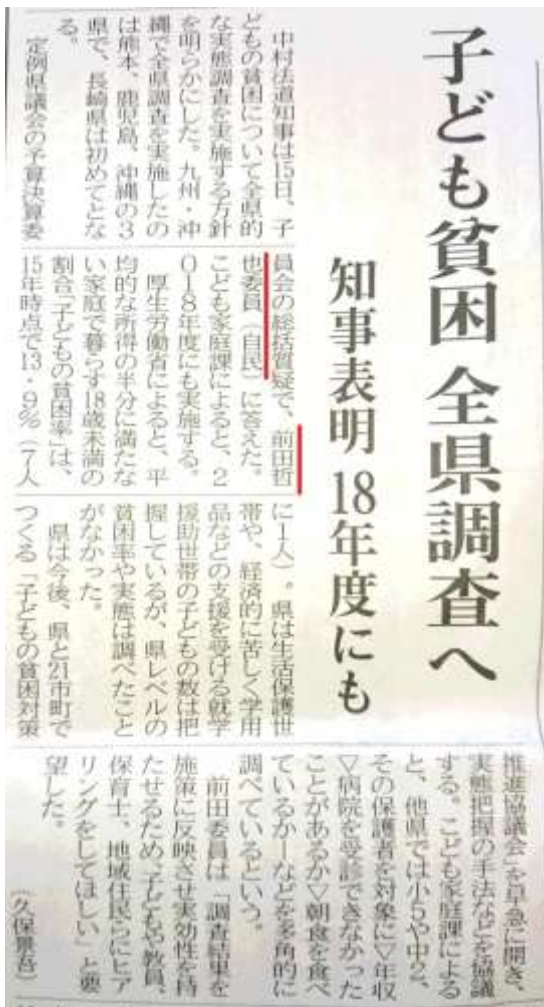 子ども貧困 全県調査へ
知事表明 18年度にも
中村法道知事は15日、子
どもの貧困について全県的
な実態調査を実施する方針
を明らかにした。九州・沖
縄で全県調査を実施したの
は熊本、鹿児島、沖縄の3
県で、長崎県は初めてとな
る。
定例県議会の予算決算委
員会の総括質疑で、前田哲
也委員（自民）に答えた。
こども家庭課によると、2
018年度にも実施する。
厚生労働省によると、平
均的な所得の半分に満たな
い家庭で暮らす18歳未満の
割合「子どもの貧困率」は、
15年時点で13・9％（7人
に1人）。県は生活保護世
帯や、経済的に苦しく学用
品などの支援を受ける就学
援助世帯の子どもの数は把
握しているが、県レベルの
貧困率や実態は調べたこと
がなかった。
県は今後、県と21市町で
つくる「子どもの貧困対策
推進協議会」を早急に開き、
実態把握の手法などを協議
する。こども家庭課による
と、他県では小5や中2、
その保護者を対象に▽年収
▽病院を受診できなかった
ことがあるか▽朝食を食べ
ているか―などを多角的に
調べているという。
前田委員は「調査結果を
施策に反映させ実効性を持
たせるため、子どもや教員、
保育士、地域住民らにヒア
リングをしてほしい」と要
望した。